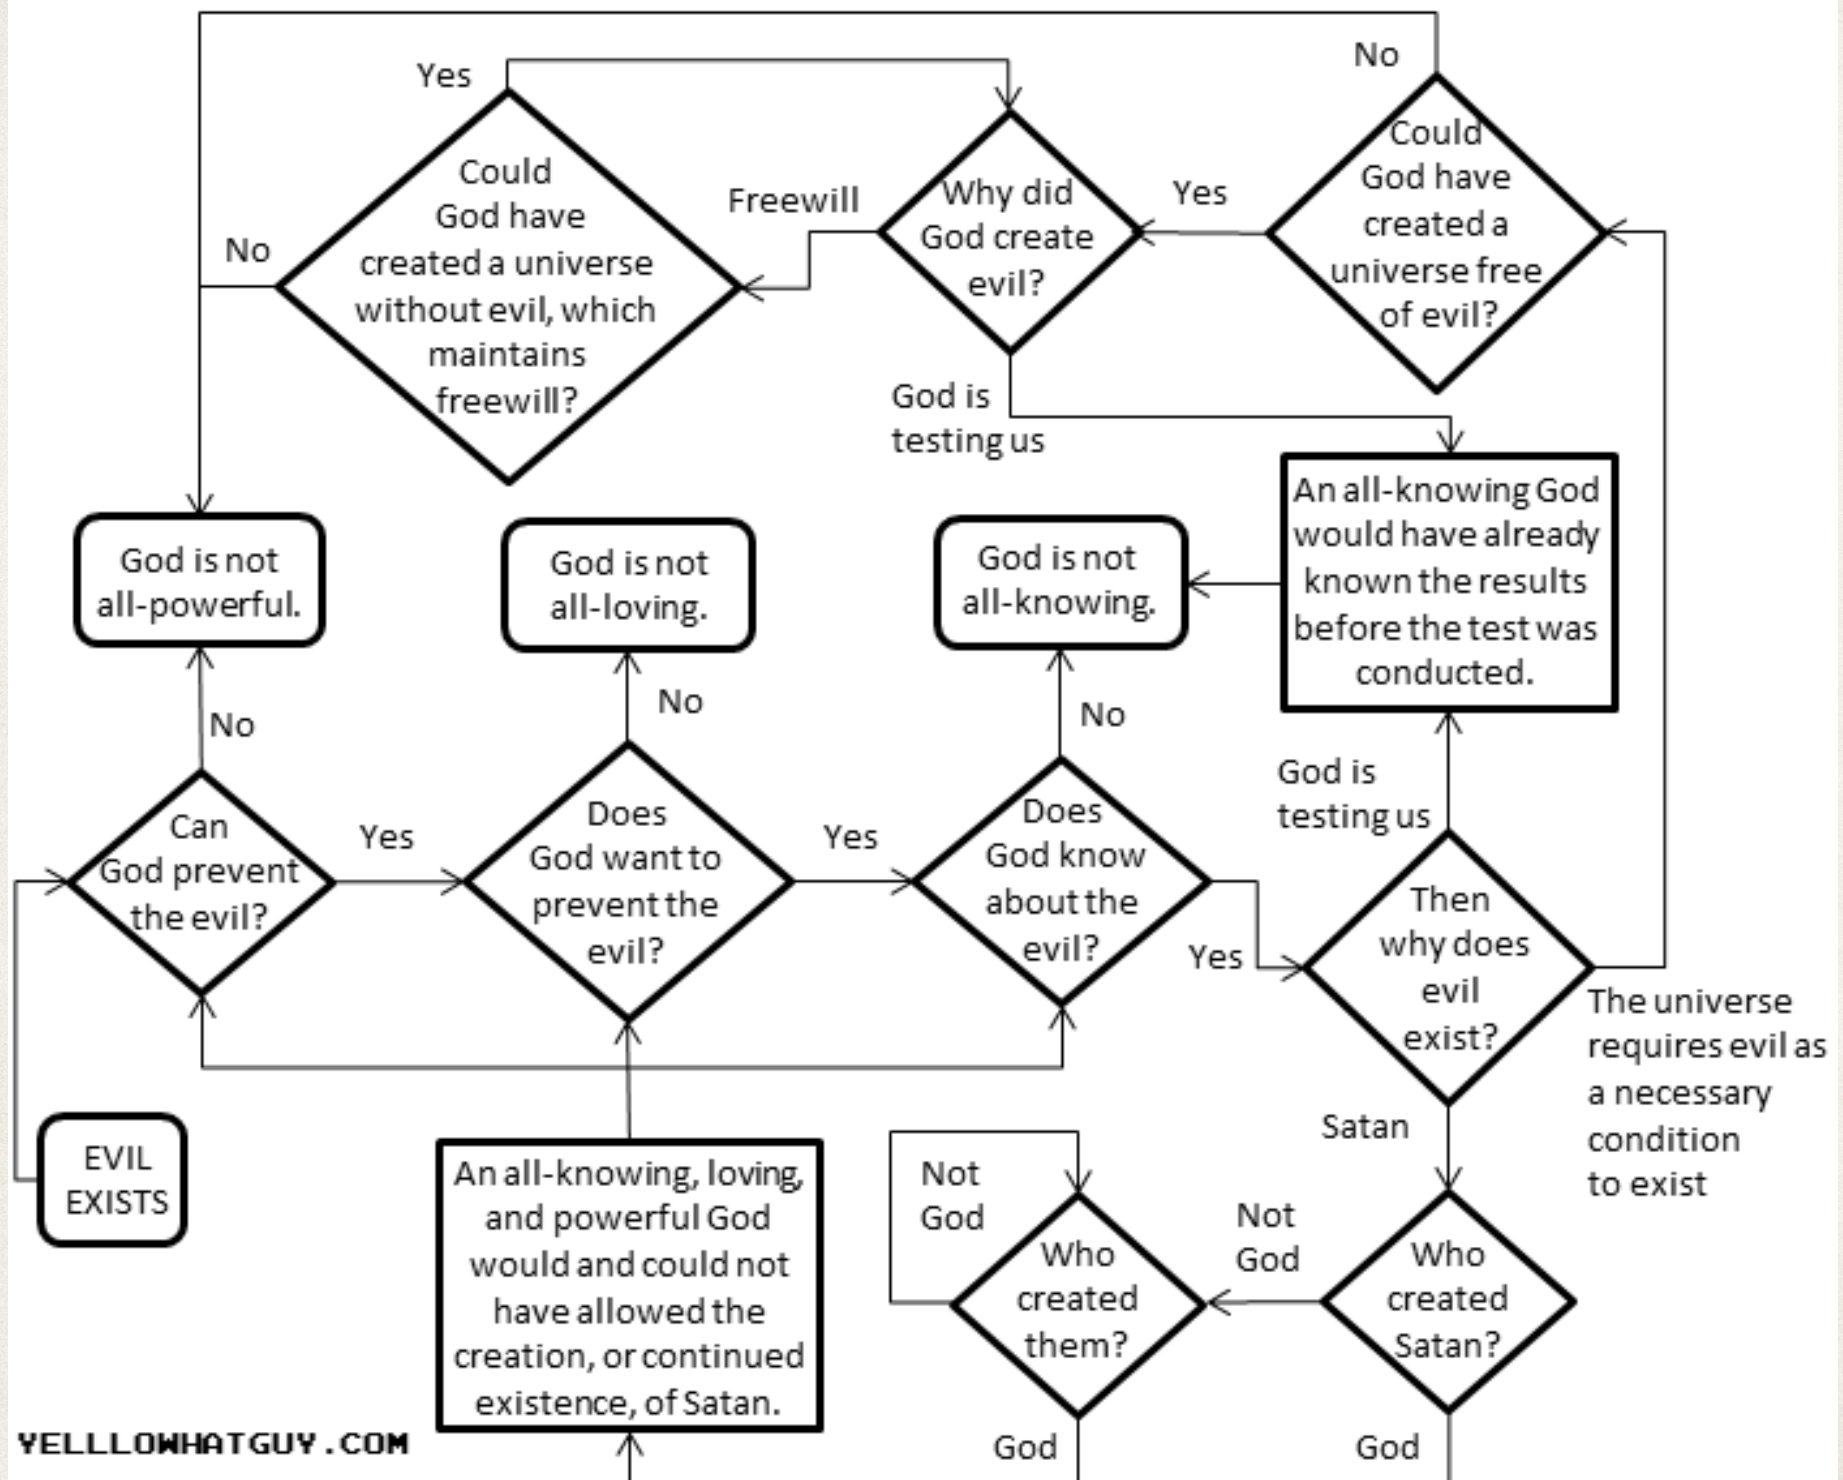 No
Yes
Could
God have
created a
universe free
of evil?
Yes
Why did
God create
evil?
Freewill
Could
God have
created a universe
without evil, which
maintains
freewill?
No
God is
testing us
An all-knowing God
would have already
known the results
before the test was
conducted.
God is not
all-powerful.
God is not
all-loving.
God is not
all-knowing.
No
No
No
God is
testing us
Can
God prevent
the evil?
Yes
Does
God want to
prevent the
evil?
Yes
Does
God know
about the
evil?
Yes
Then
why does
evil
exist?
The universe
requires evil as
a necessary
condition
to exist
Satan
EVIL
EXISTS
An all-knowing, loving,
and powerful God
would and could not
have allowed the
creation, or continued
existence, of Satan.
Not
God
Who
created
them?
Not
God
Who
created
Satan?
God
God
YELLLOWHATGUY.COM